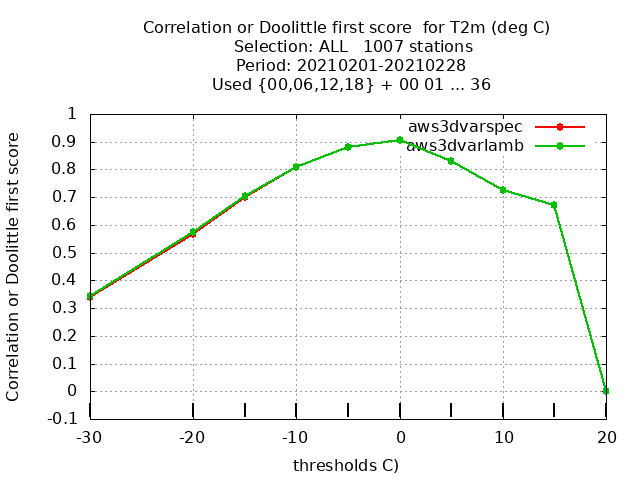 Correlation or Doolittle first score  for T2m (deg C)
Selection: ALL   1007 stations
Period: 20210201-20210228
Used {00,06,12,18} + 00 01 ... 36
Correlation or Doolittle first score
1
0.9
0.8
0.7
0.6
0.5
0.4
0.3
0.2
0.1
0
-0.1
aws3dvarspec
aws3dvarlamb
-30 -20 -10 0 10 20
thresholds C)